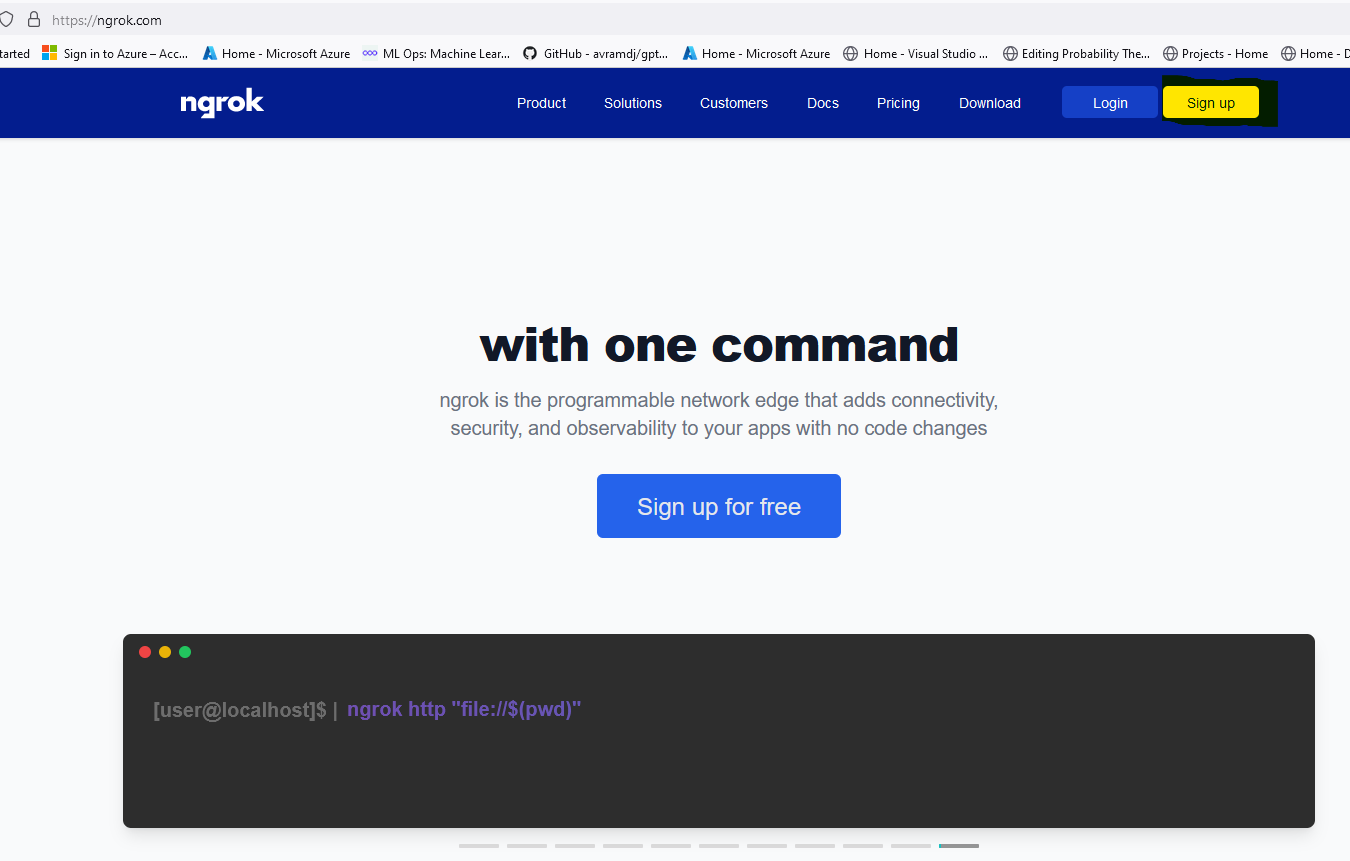 https://ngrok.com
tarted Sign in to Azure – Acc... Home - Microsoft Azure ML Ops: Machine Lear... GitHub - avramdj/gpt... Home - Microsoft Azure Home - Visual Studio ... Editing Probability The... Projects - Home Home - D
ngrok Product Solutions Customers Docs Pricing Download Login Sign up
with one command
ngrok is the programmable network edge that adds connectivity,
security, and observability to your apps with no code changes
Sign up for free
[user@localhost]$ | ngrok http "file://$(pwd)"